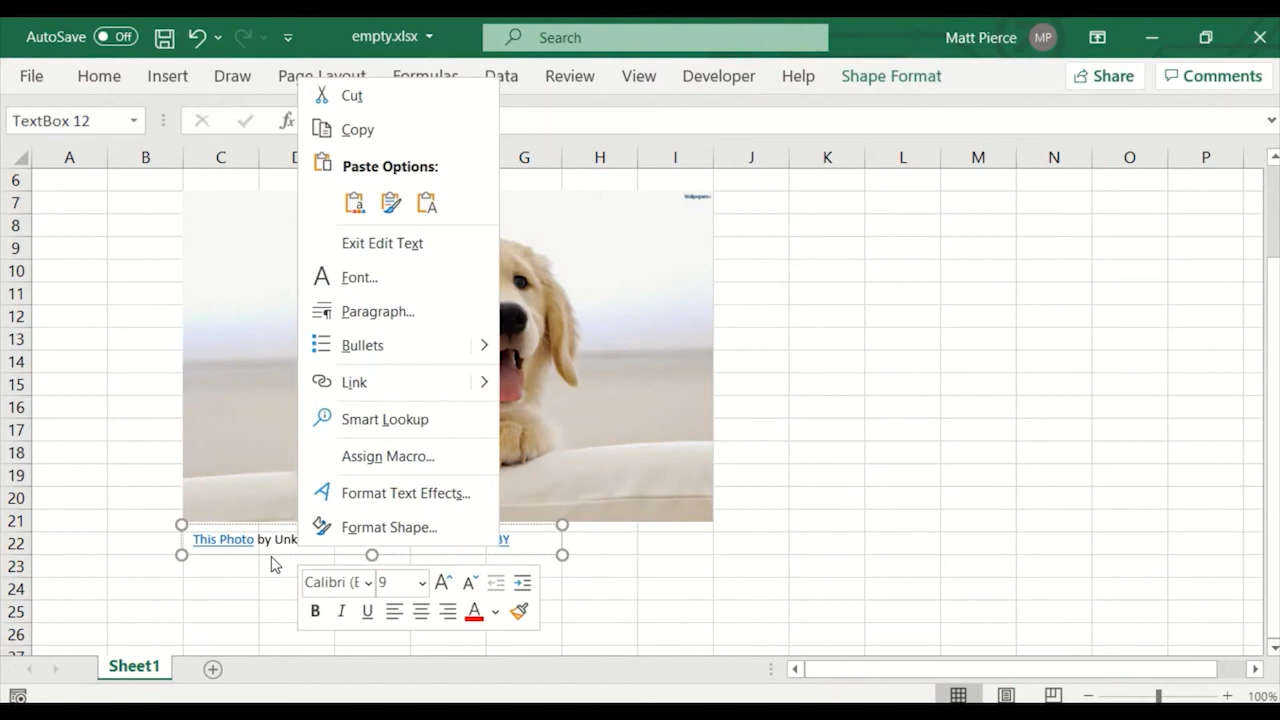 AutoSave Off empty.xlsx Search Matt Pierce MP
File Home Insert Draw Page Layout Formulas Data Review View Developer Help Shape Format Share Comments
TextBox 12 fx
A B C D G H I J K L M N O P
6
7
8
9
10
11
12
13
14
15
16
17
18
19
20
21
22
23
24
25
26
27
Cut
Copy
Paste Options:
Exit Edit Text
Font...
Paragraph...
Bullets
Link
Smart Lookup
Assign Macro...
Format Text Effects...
Format Shape...
This Photo by Unk BY
Calibri (E 9
B I U A
Sheet1
100%